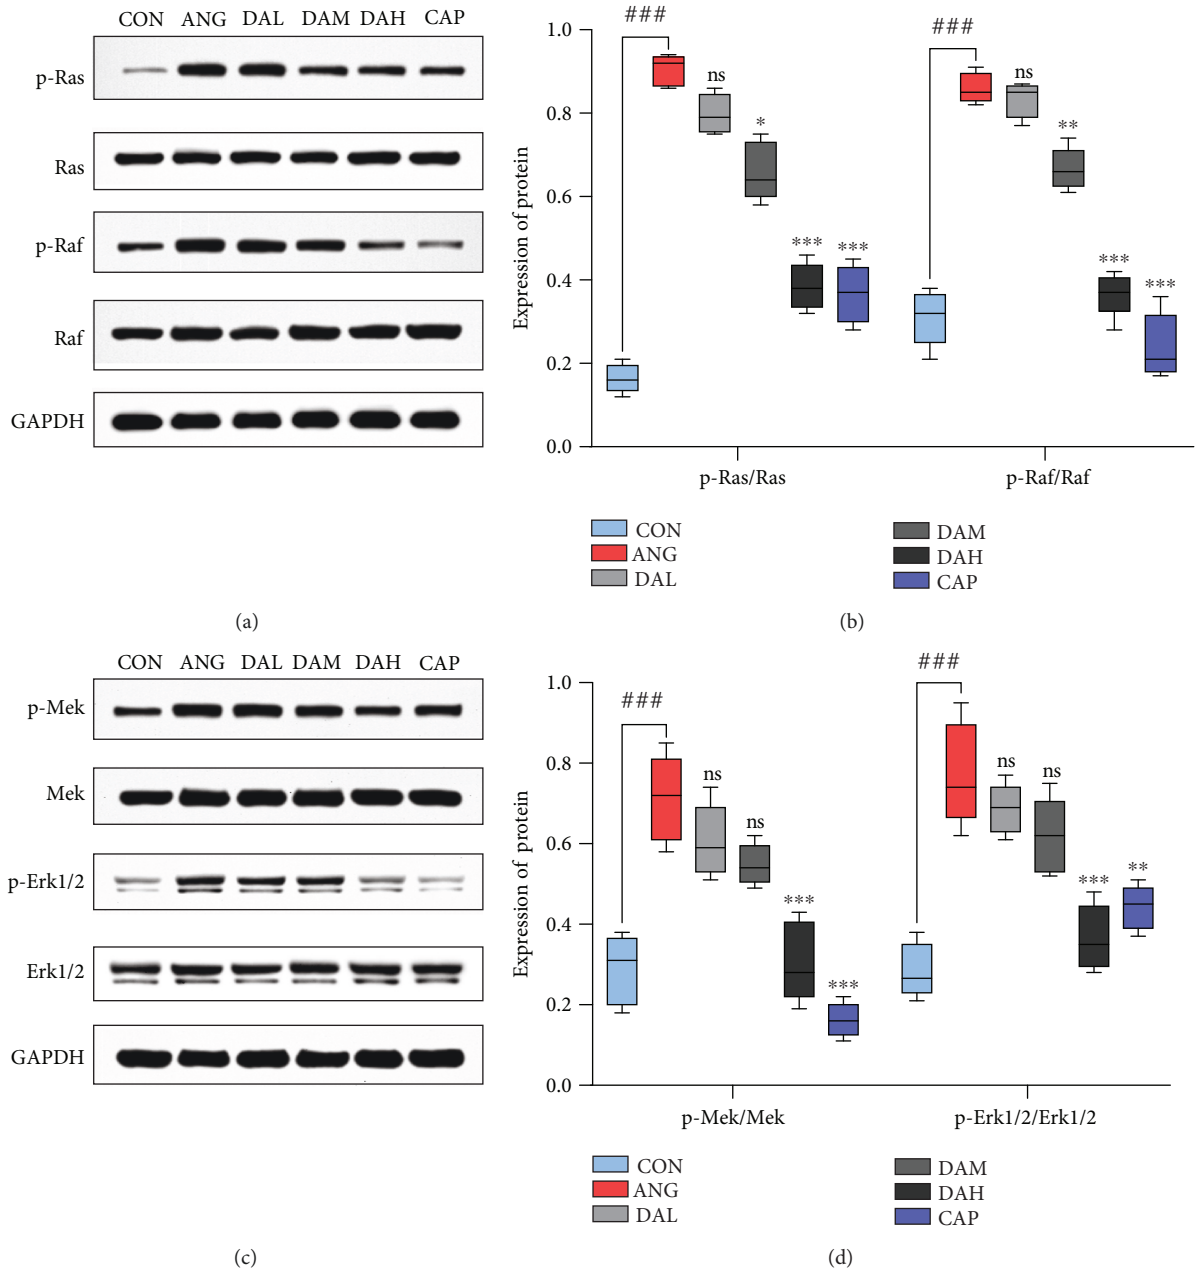 CON ANG DAL DAM DAH CAP
p-Ras
Ras
p-Raf
Raf
GAPDH
(a)
Expression of protein
1.0
0.8
0.6
0.4
0.2
0.0
###
ns
*
***
***
###
ns
**
***
***
p-Ras/Ras
p-Raf/Raf
CON
ANG
DAL
DAM
DAH
CAP
(b)
CON ANG DAL DAM DAH CAP
p-Mek
Mek
p-Erk1/2
Erk1/2
GAPDH
(c)
Expression of protein
1.0
0.8
0.6
0.4
0.2
0.0
###
ns
ns
***
***
###
ns
ns
***
**
p-Mek/Mek
p-Erk1/2/Erk1/2
CON
ANG
DAL
DAM
DAH
CAP
(d)